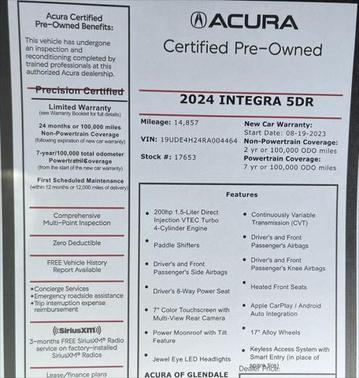 Acura Certified
Pre-Owned Benefits:
This vehicle has undergone
an inspection and
reconditioning completed by
trained professionals at this
authorized Acura dealership.
Precision Certified
Limited Warranty
(see Warranty Booklet for full details)
24 months or 100,000 miles
Non-Powertrain Coverage
(following expiration of new car warranty)
7-year/100,000 total odometer
Powertrain Coverage
(from the start of the new car warranty)
First Scheduled Maintenance
(within 12 months or 12,000 miles of delivery)
Comprehensive
Multi-Point Inspection
Zero Deductible
FREE Vehicle History
Report Available
•Concierge Services
•Emergency roadside assistance
•Trip interruption expense
reimbursement
((SiriusXM))
3-months FREE SiriusXM® Radio
service on factory-installed
SiriusXM® Radios
Lease/finance plans
ACURA
Certified Pre-Owned
2024 INTEGRA 5DR
Mileage: 14,857
VIN: 19UDE4H24RA004464
Stock #: 17653
New Car Warranty:
Start Date: 08-19-2023
Non-Powertrain Coverage:
2 yr or 100,000 ODO miles
Powertrain Coverage:
7 yr or 100,000 ODO miles
Features
• 200hp 1.5-Liter Direct
Injection VTEC Turbo
4-Cylinder Engine
• Paddle Shifters
• Driver's and Front
Passenger's Side Airbags
• Driver's 8-Way Power Seat
• 7" Color Touchscreen with
Multi-View Rear Camera
• Power Moonroof with Tilt
Feature
• Jewel Eye LED Headlights
• Continuously Variable
Transmission (CVT)
• Driver's and Front
Passenger's Airbags
• Driver's and Front
Passenger's Knee Airbags
• Heated Front Seats
• Apple CarPlay / Android
Auto Integration
• 17" Alloy Wheels
• Keyless Access System with
Smart Entry (in place of
ACURA OF GLENDALE
Dealer Price: